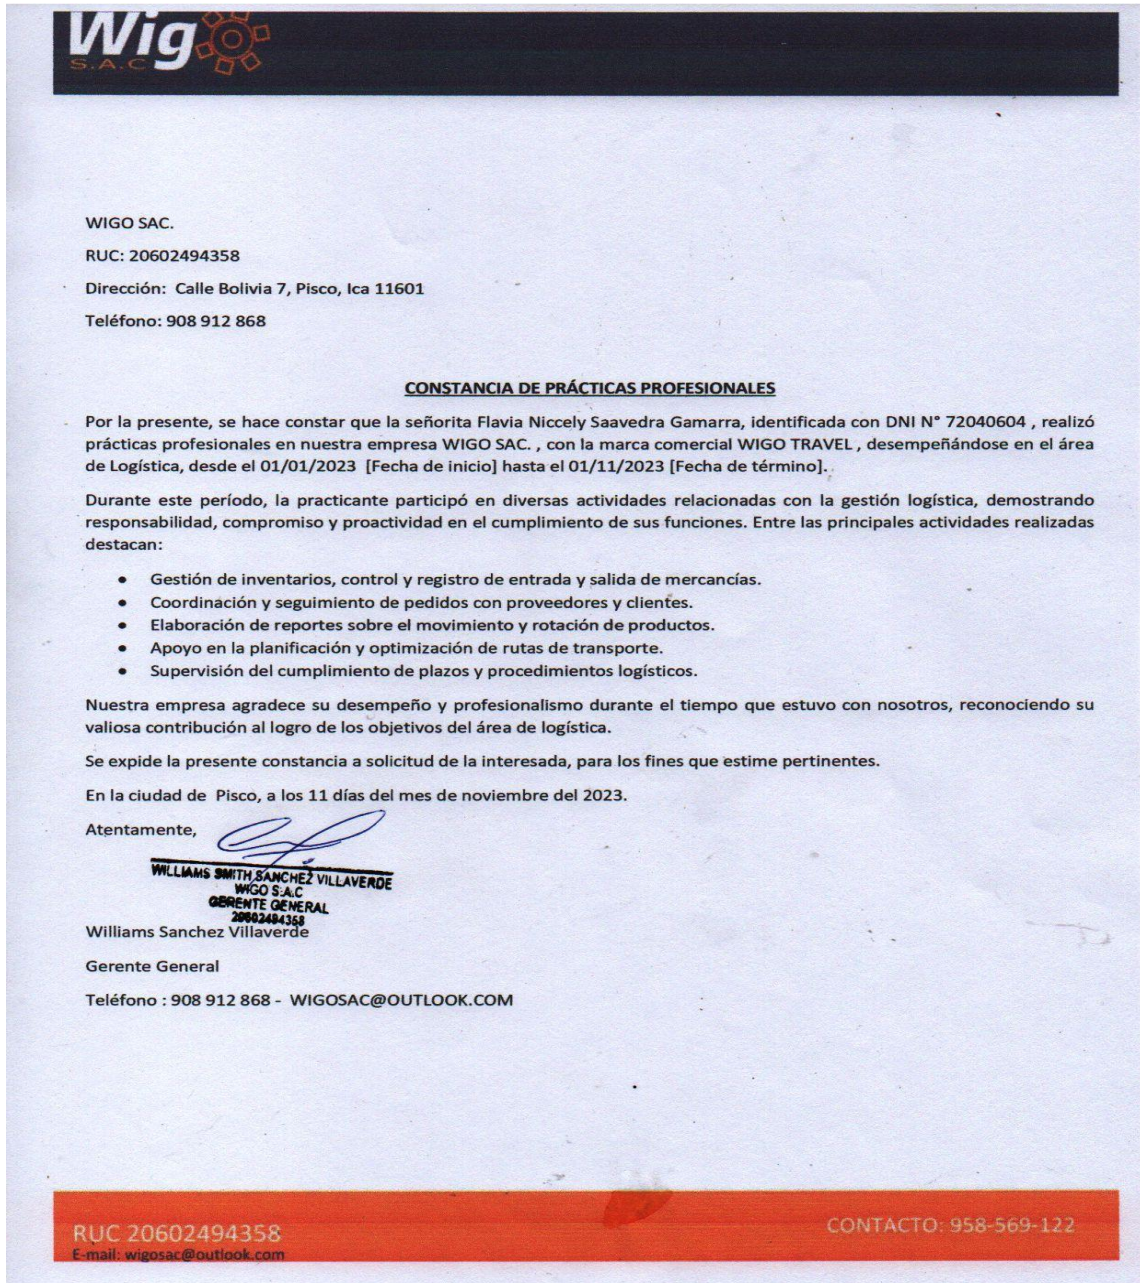 Wigo
S.A.C
WIGO SAC.
RUC: 20602494358
Dirección: Calle Bolivia 7, Pisco, Ica 11601
Teléfono: 908 912 868
CONSTANCIA DE PRÁCTICAS PROFESIONALES
Por la presente, se hace constar que la señorita Flavia Niccely Saavedra Gamarra, identificada con DNI N° 72040604 , realizó
prácticas profesionales en nuestra empresa WIGO SAC. , con la marca comercial WIGO TRAVEL , desempeñándose en el área
de Logística, desde el 01/01/2023 [Fecha de inicio] hasta el 01/11/2023 [Fecha de término].
Durante este período, la practicante participó en diversas actividades relacionadas con la gestión logística, demostrando
responsabilidad, compromiso y proactividad en el cumplimiento de sus funciones. Entre las principales actividades realizadas
destacan:
• Gestión de inventarios, control y registro de entrada y salida de mercancías.
• Coordinación y seguimiento de pedidos con proveedores y clientes.
• Elaboración de reportes sobre el movimiento y rotación de productos.
• Apoyo en la planificación y optimización de rutas de transporte.
• Supervisión del cumplimiento de plazos y procedimientos logísticos.
Nuestra empresa agradece su desempeño y profesionalismo durante el tiempo que estuvo con nosotros, reconociendo su
valiosa contribución al logro de los objetivos del área de logística.
Se expide la presente constancia a solicitud de la interesada, para los fines que estime pertinentes.
En la ciudad de Pisco, a los 11 días del mes de noviembre del 2023.
Atentamente,
WILLIAMS SMITH SANCHEZ VILLAVERDE
WIGO S.A.C
GERENTE GENERAL
20602494358
Williams Sanchez Villaverde
Gerente General
Teléfono : 908 912 868 - WIGOSAC@OUTLOOK.COM
RUC 20602494358
CONTACTO: 958-569-122
E-mail: wigosac@outlook.com